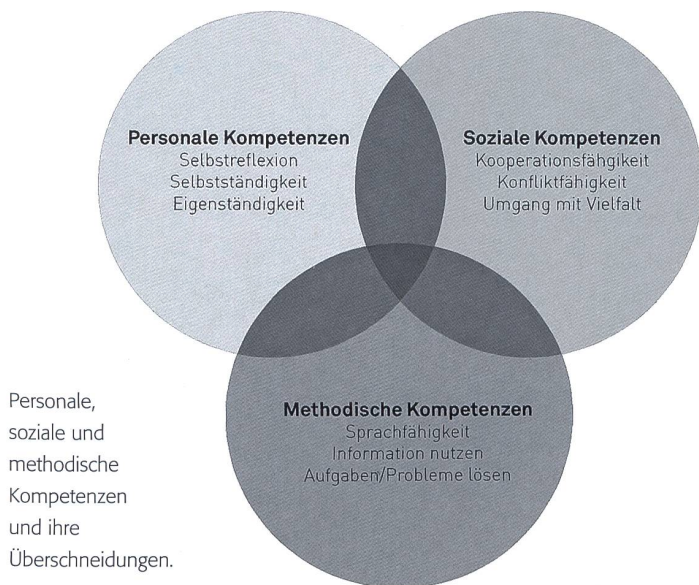 Personale Kompetenzen
Selbstreflexion
Selbstständigkeit
Eigenständigkeit
Soziale Kompetenzen
Kooperationsfähgikeit
Konfliktfähigkeit
Umgang mit Vielfalt
Methodische Kompetenzen
Sprachfähigkeit
Information nutzen
Aufgaben/Probleme lösen
Personale,
soziale und
methodische
Kompetenzen
und ihre
Überschneidungen.